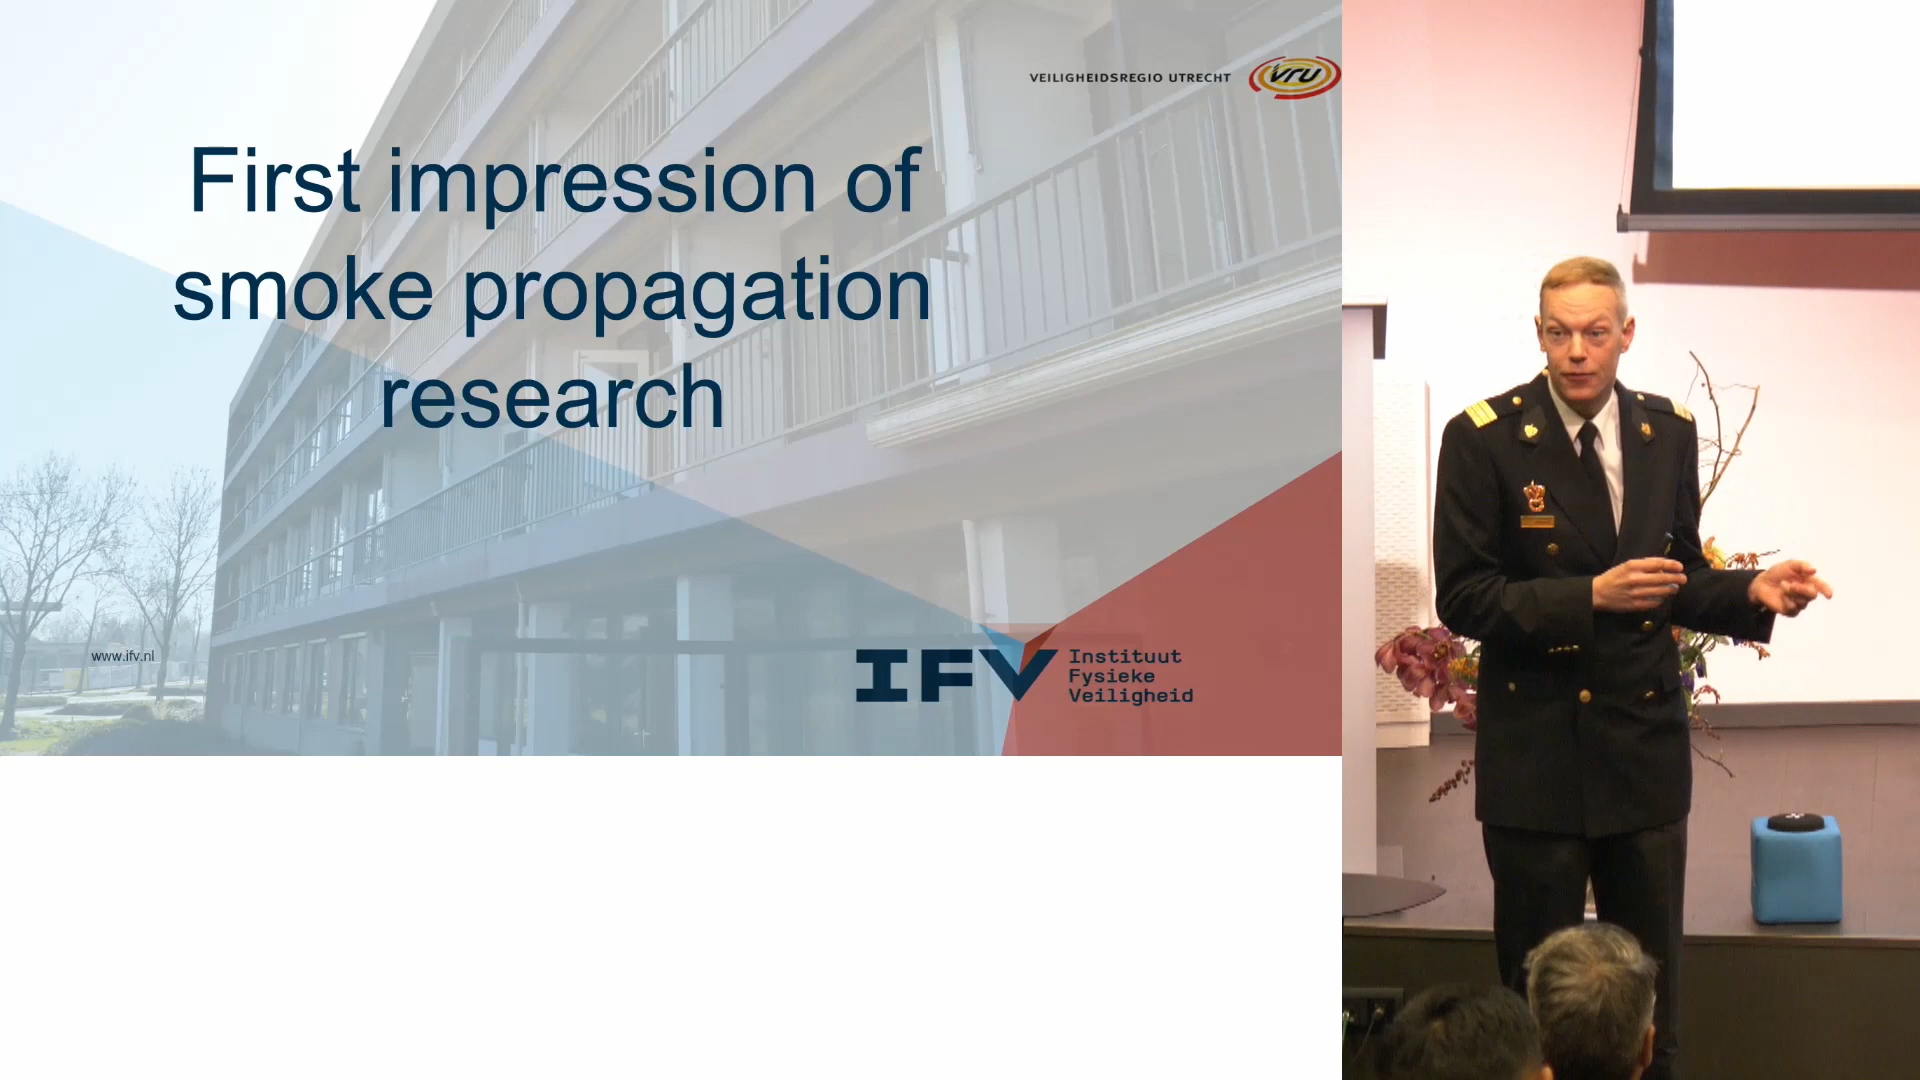 VEILIGHEIDSREGIO UTRECHT vru
First impression of
smoke propagation
research
www.ifv.nl
IFV
Instituut
Fysieke
Veiligheid